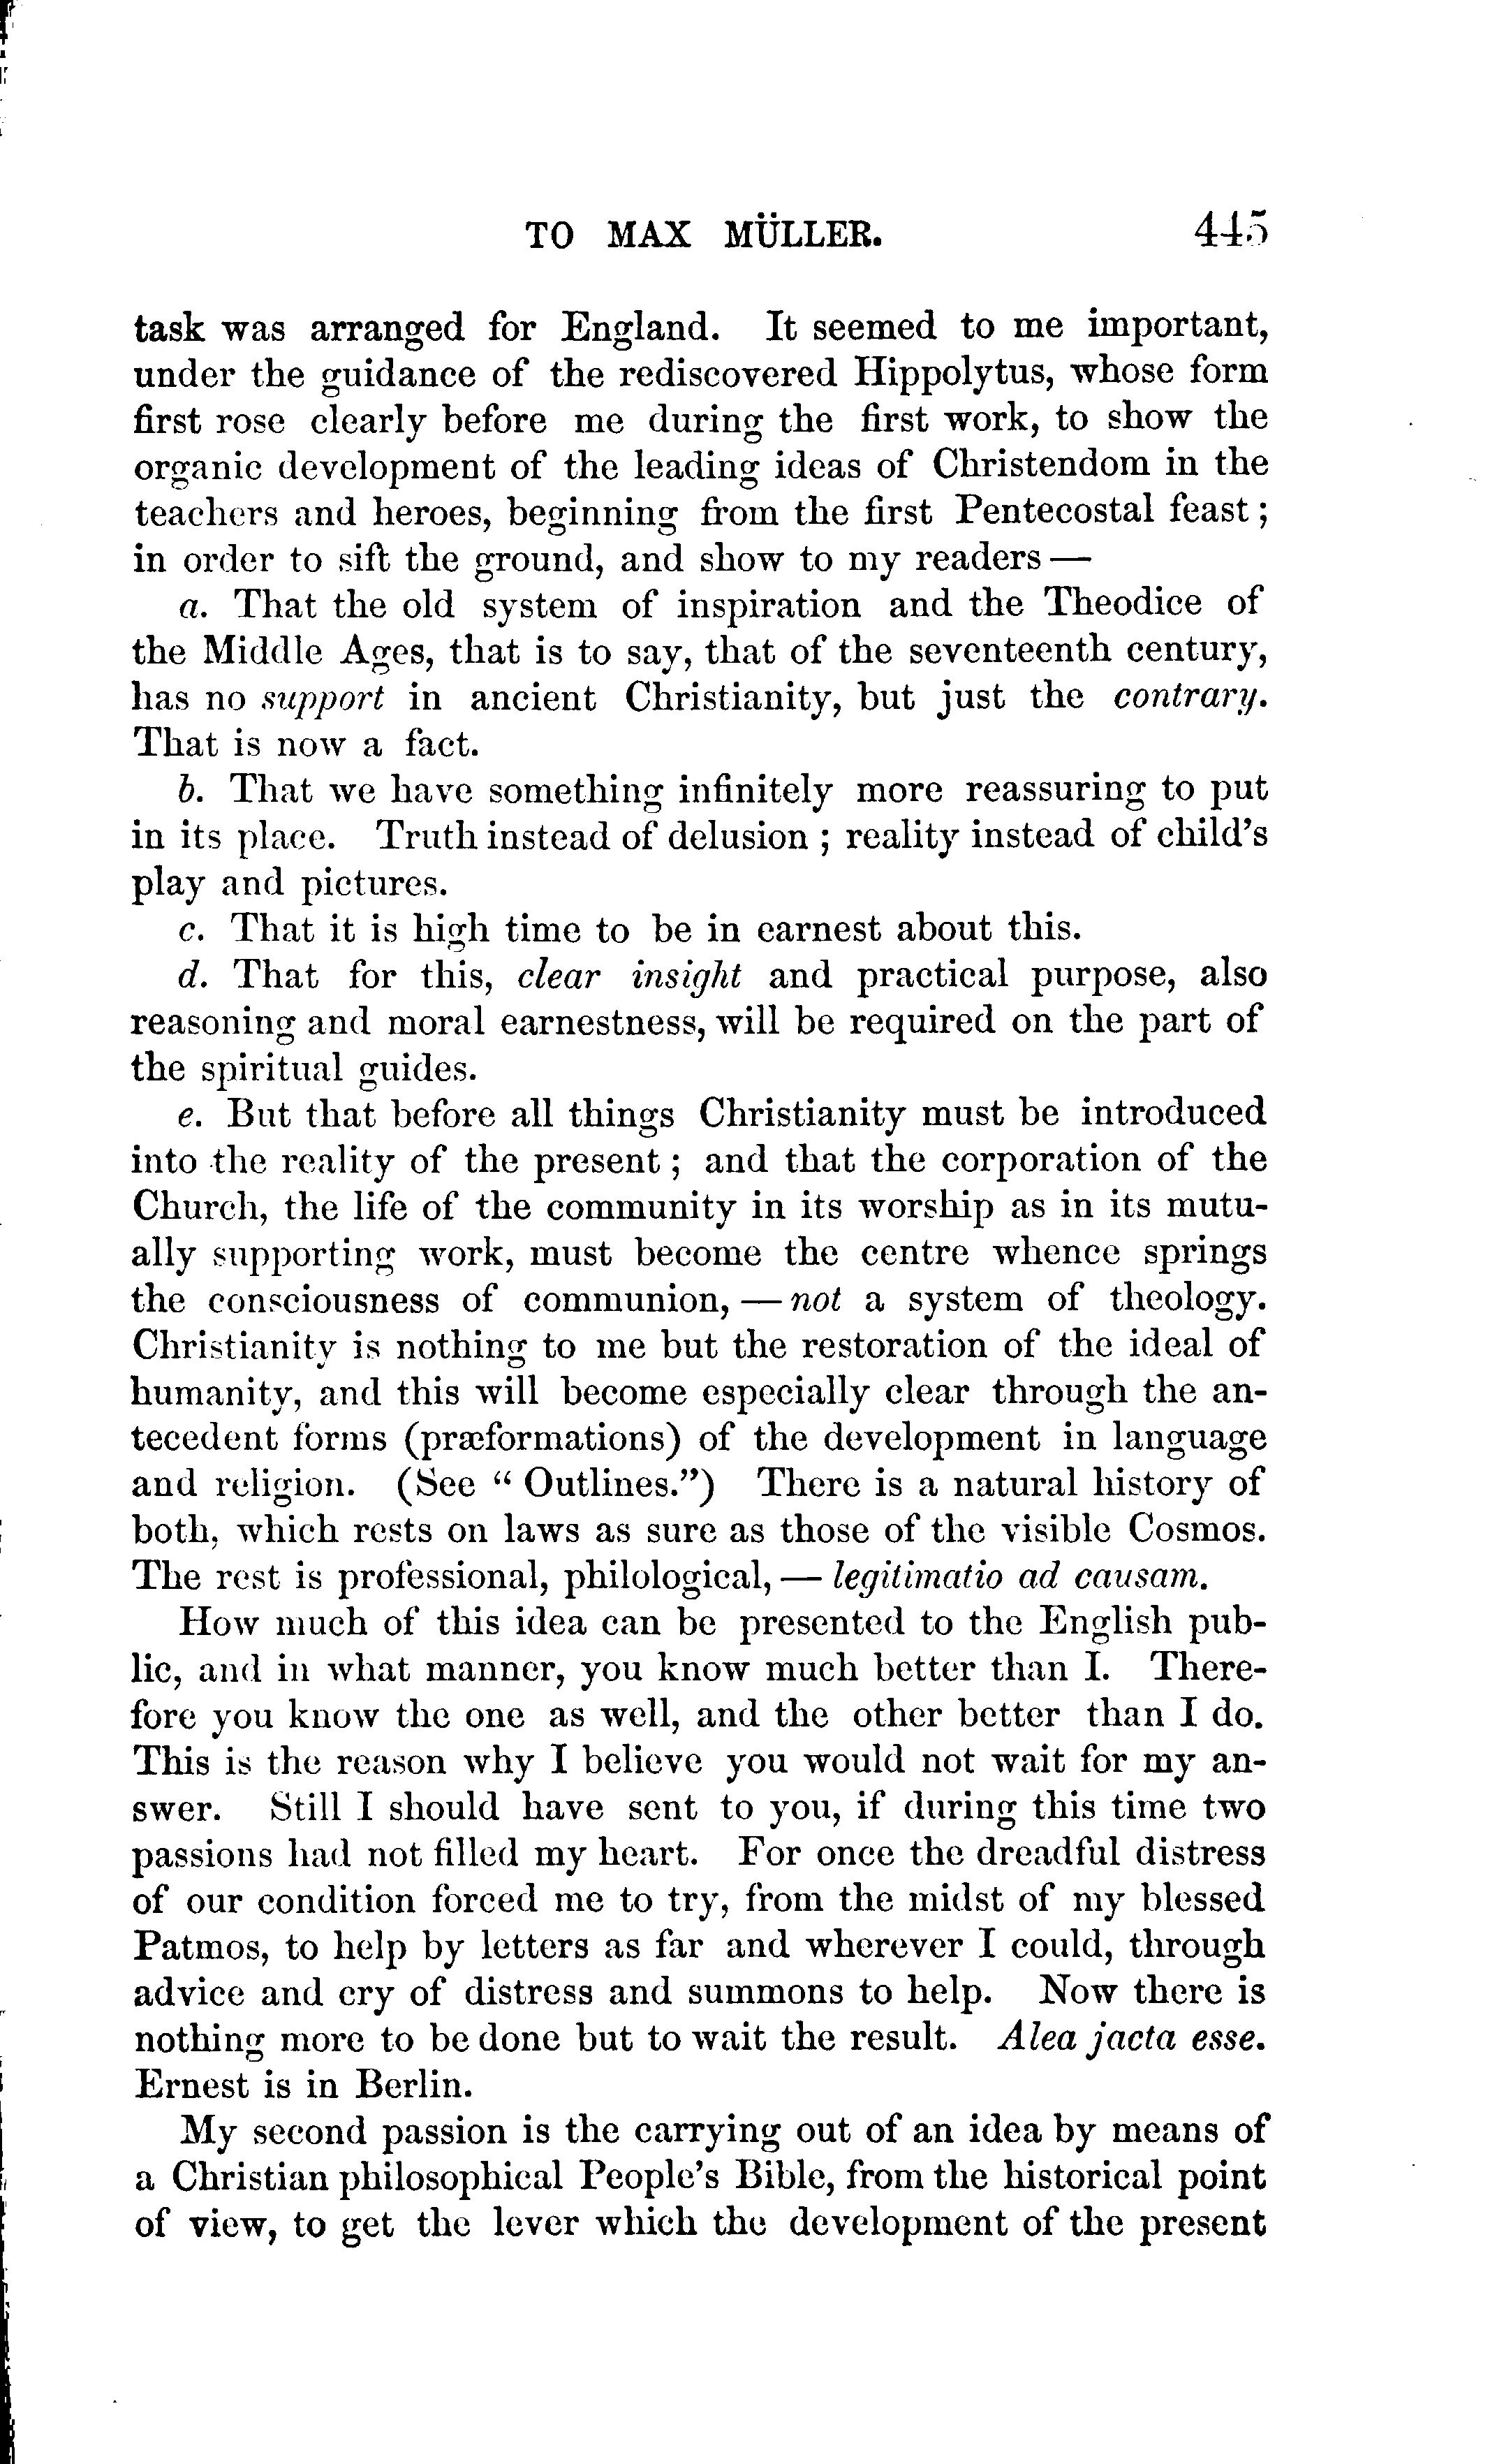 TO MAX MÜLLER. 445
task was arranged for England. It seemed to me important,
under the guidance of the rediscovered Hippolytus, whose form
first rose clearly before me during the first work, to show the
organic development of the leading ideas of Christendom in the
teachers and heroes, beginning from the first Pentecostal feast ;
in order to sift the ground, and show to my readers —
a. That the old system of inspiration and the Theodice of
the Middle Ages, that is to say, that of the seventeenth century,
has no support in ancient Christianity, but just the contrary.
That is now a fact.
b. That we have something infinitely more reassuring to put
in its place. Truth instead of delusion ; reality instead of child's
play and pictures.
c. That it is high time to be in earnest about this.
d. That for this, clear insight and practical purpose, also
reasoning and moral earnestness, will be required on the part of
the spiritual guides.
e. But that before all things Christianity must be introduced
into the reality of the present ; and that the corporation of the
Church, the life of the community in its worship as in its mutu-
ally supporting work, must become the centre whence springs
the consciousness of communion, — not a system of theology.
Christianity is nothing to me but the restoration of the ideal of
humanity, and this will become especially clear through the an-
tecedent forms (præformations) of the development in language
and religion. (See “ Outlines.”) There is a natural history of
both, which rests on laws as sure as those of the visible Cosmos.
The rest is professional, philological, — legitimatio ad causam.
How much of this idea can be presented to the English pub-
lic, and in what manner, you know much better than I. There-
fore you know the one as well, and the other better than I do.
This is the reason why I believe you would not wait for my an-
swer. Still I should have sent to you, if during this time two
passions had not filled my heart. For once the dreadful distress
of our condition forced me to try, from the midst of my blessed
Patmos, to help by letters as far and wherever I could, through
advice and cry of distress and summons to help. Now there is
nothing more to be done but to wait the result. Alea jacta esse.
Ernest is in Berlin.
My second passion is the carrying out of an idea by means of
a Christian philosophical People's Bible, from the historical point
of view, to get the lever which the development of the present